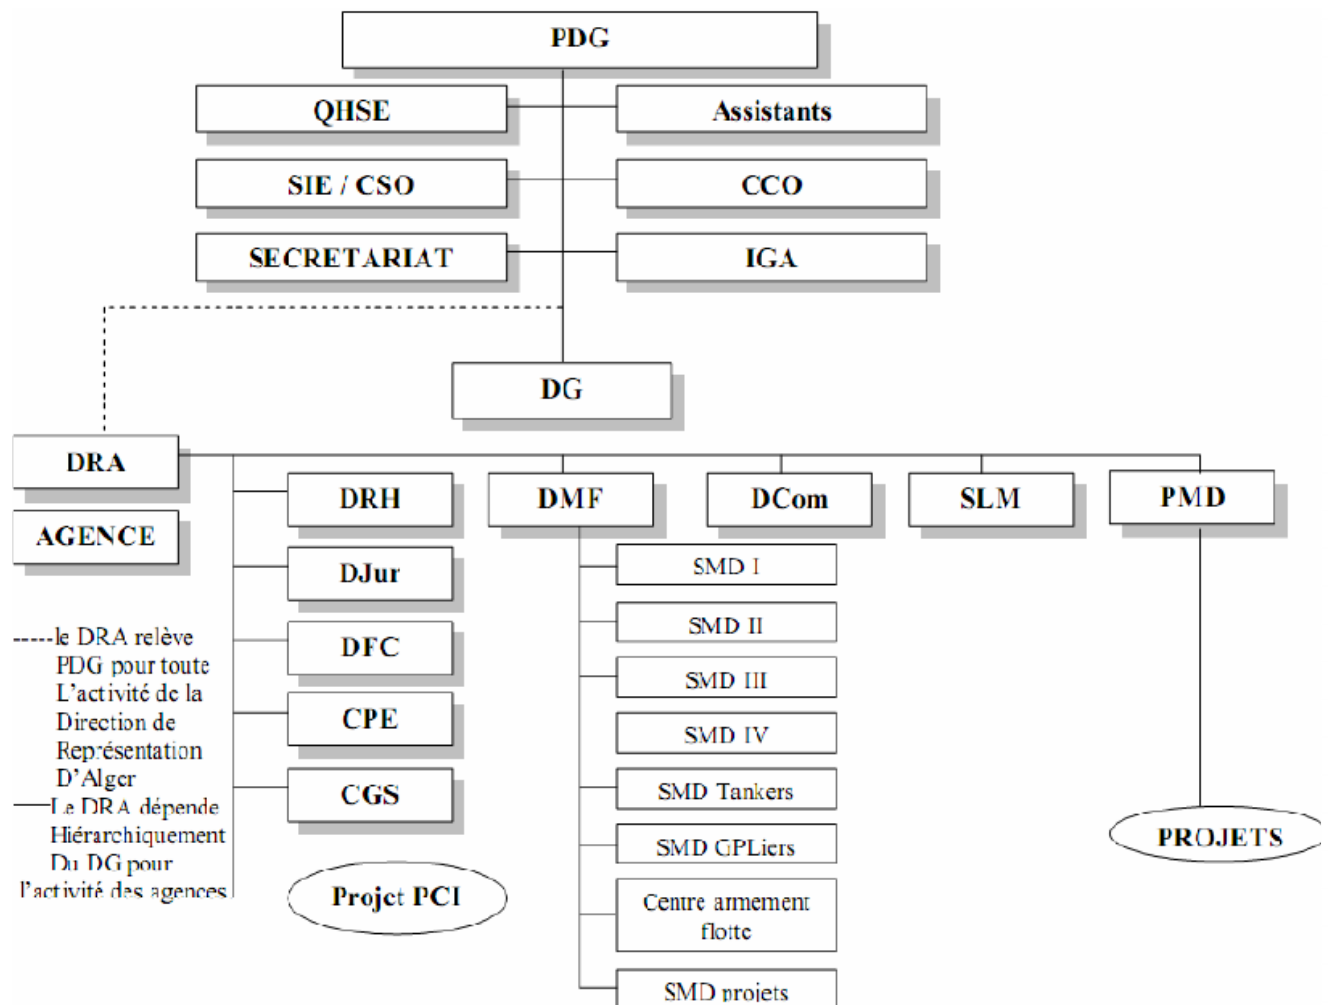 PDG
QHSE
Assistants
SIE / CSO
CCO
SECRETARIAT
IGA
DG
DRA
AGENCE
DRH
DMF
DCom
SLM
PMD
DJur
DFC
CPE
CGS
Projet PCI
SMD I
SMD II
SMD III
SMD IV
SMD Tankers
SMD GPLiers
Centre armement
flotte
SMD projets
PROJETS
le DRA relève
PDG pour toute
L'activité de la
Direction de
Représentation
D'Alger
Le DRA dépende
Hiérarchiquement
Du DG pour
l'activité des agences